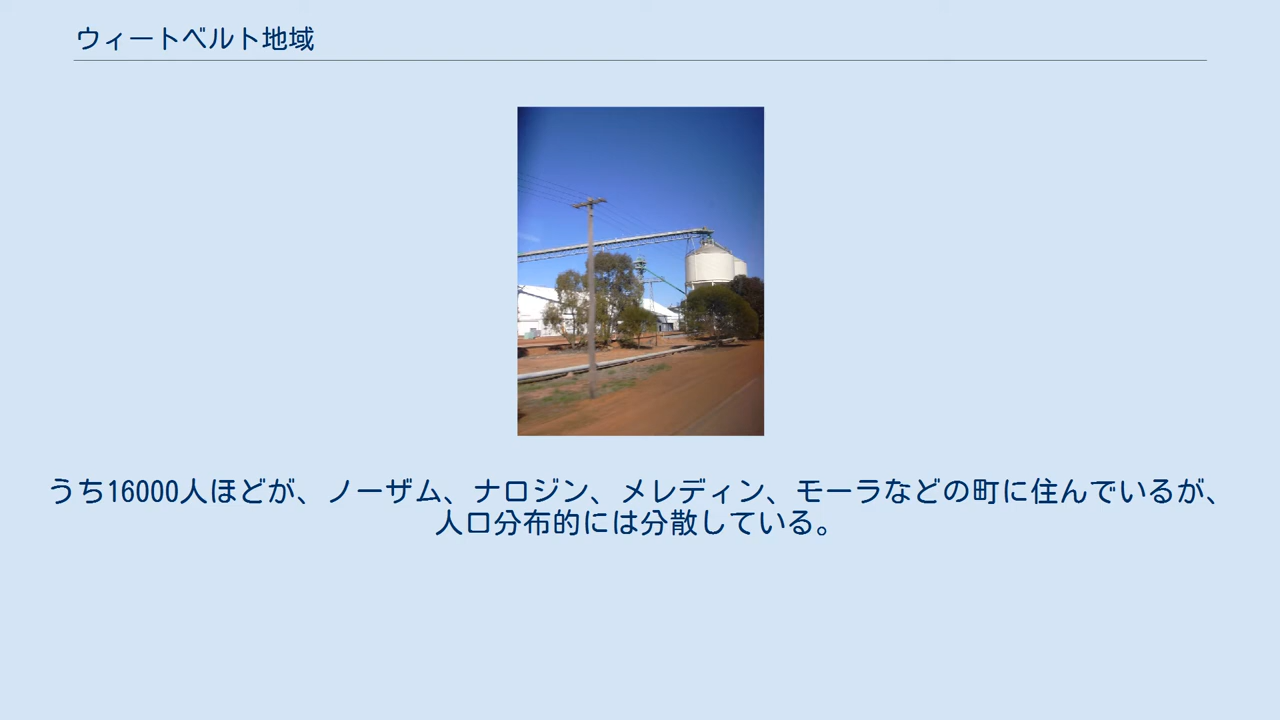 ウィートベルト地域
うち16000人ほどが、ノーザム、ナロジン、メレディン、モーラなどの町に住んでいるが、
人口分布的には分散している。